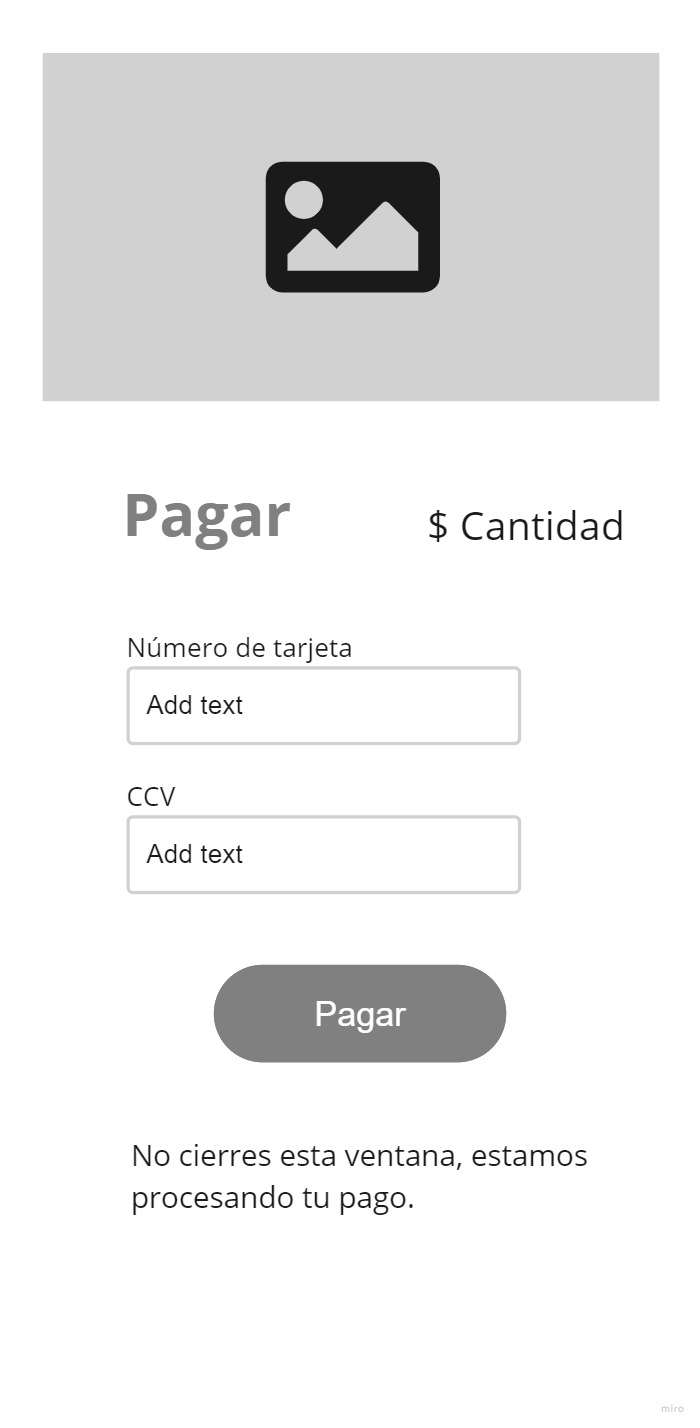 Pagar
$ Cantidad
Número de tarjeta
Add text
CCV
Add text
Pagar
No cierres esta ventana, estamos
procesando tu pago.
miro